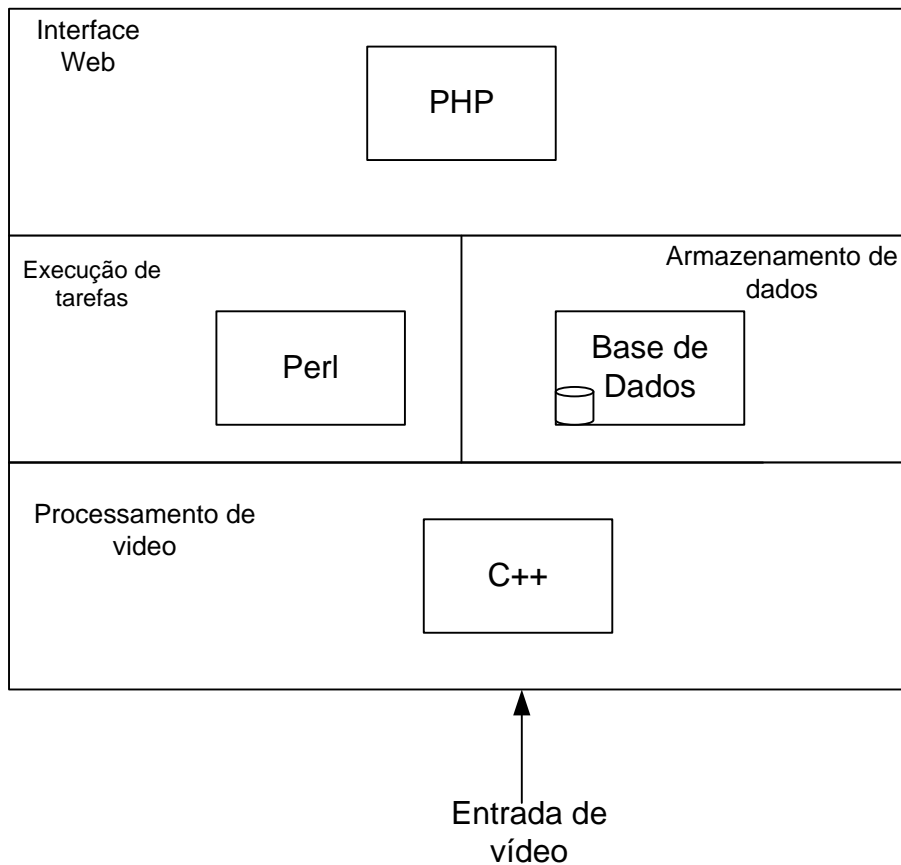 Interface
Web
PHP
Execução de
tarefas
Perl
Armazenamento de
dados
Base de
Dados
Processamento de
video
C++
Entrada de
vídeo